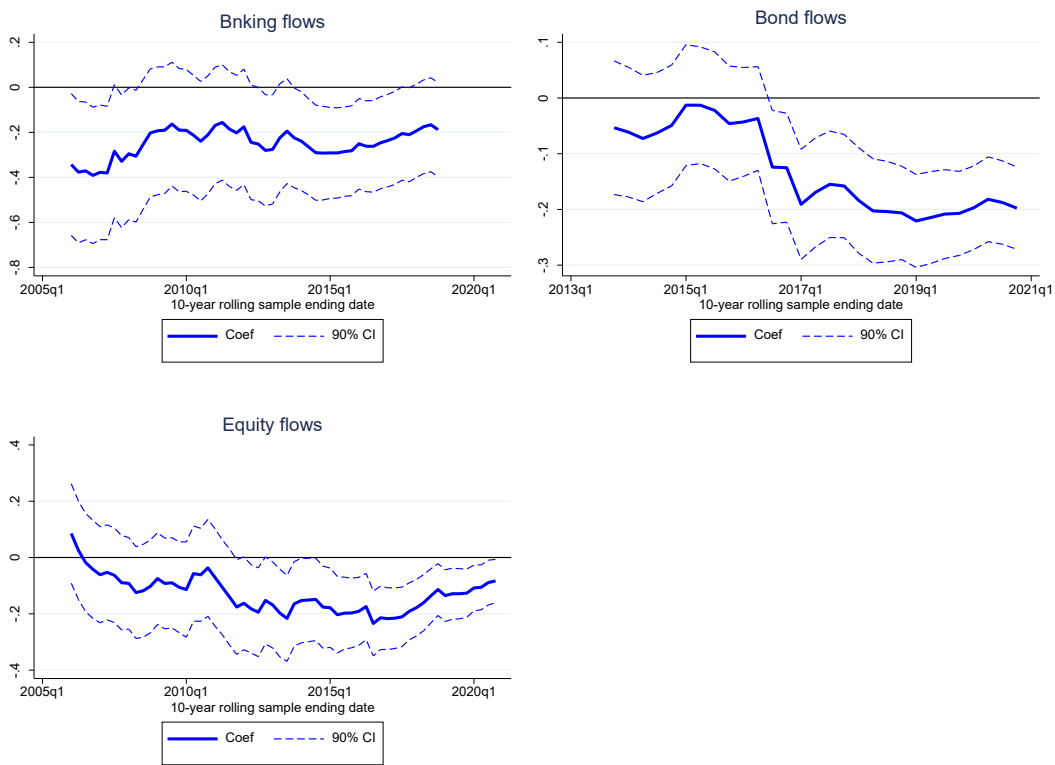 Bnking flows
.2
0
-.2
-.4
-.6
-.8
2005q1 2010q1 2015q1 2020q1
10-year rolling sample ending date
Coef 90% CI
Bond flows
.1
0
-.1
-.2
-.3
2013q1 2015q1 2017q1 2019q1 2021q1
10-year rolling sample ending date
Coef 90% CI
Equity flows
.4
.2
0
-.2
-.4
2005q1 2010q1 2015q1 2020q1
10-year rolling sample ending date
Coef 90% CI